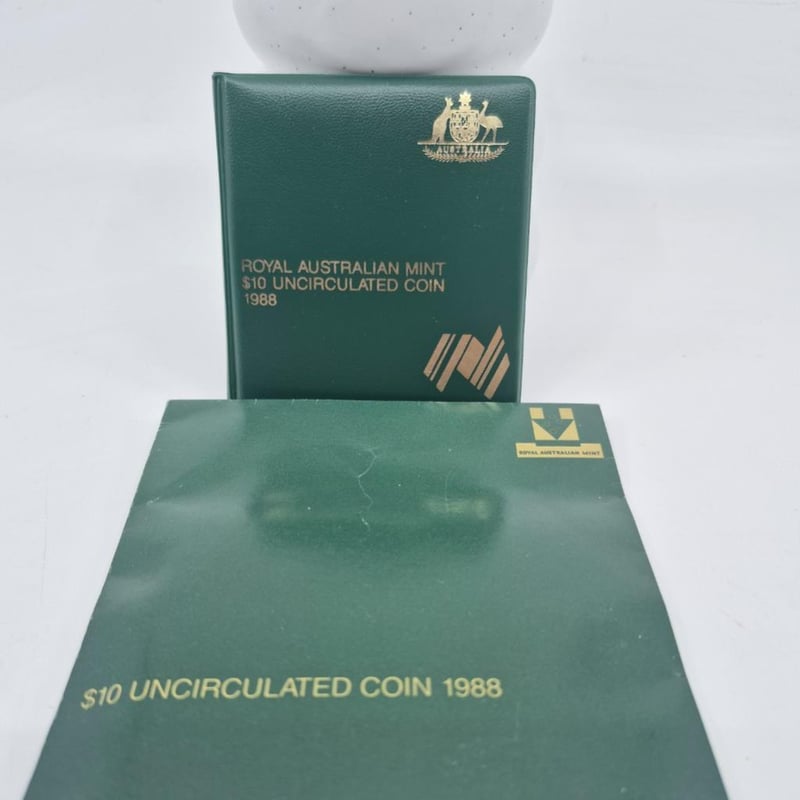 AUSTRALIA
ROYAL AUSTRALIAN MINT
$10 UNCIRCULATED COIN
1988
ROYAL AUSTRALIAN MINT
$10 UNCIRCULATED COIN 1988